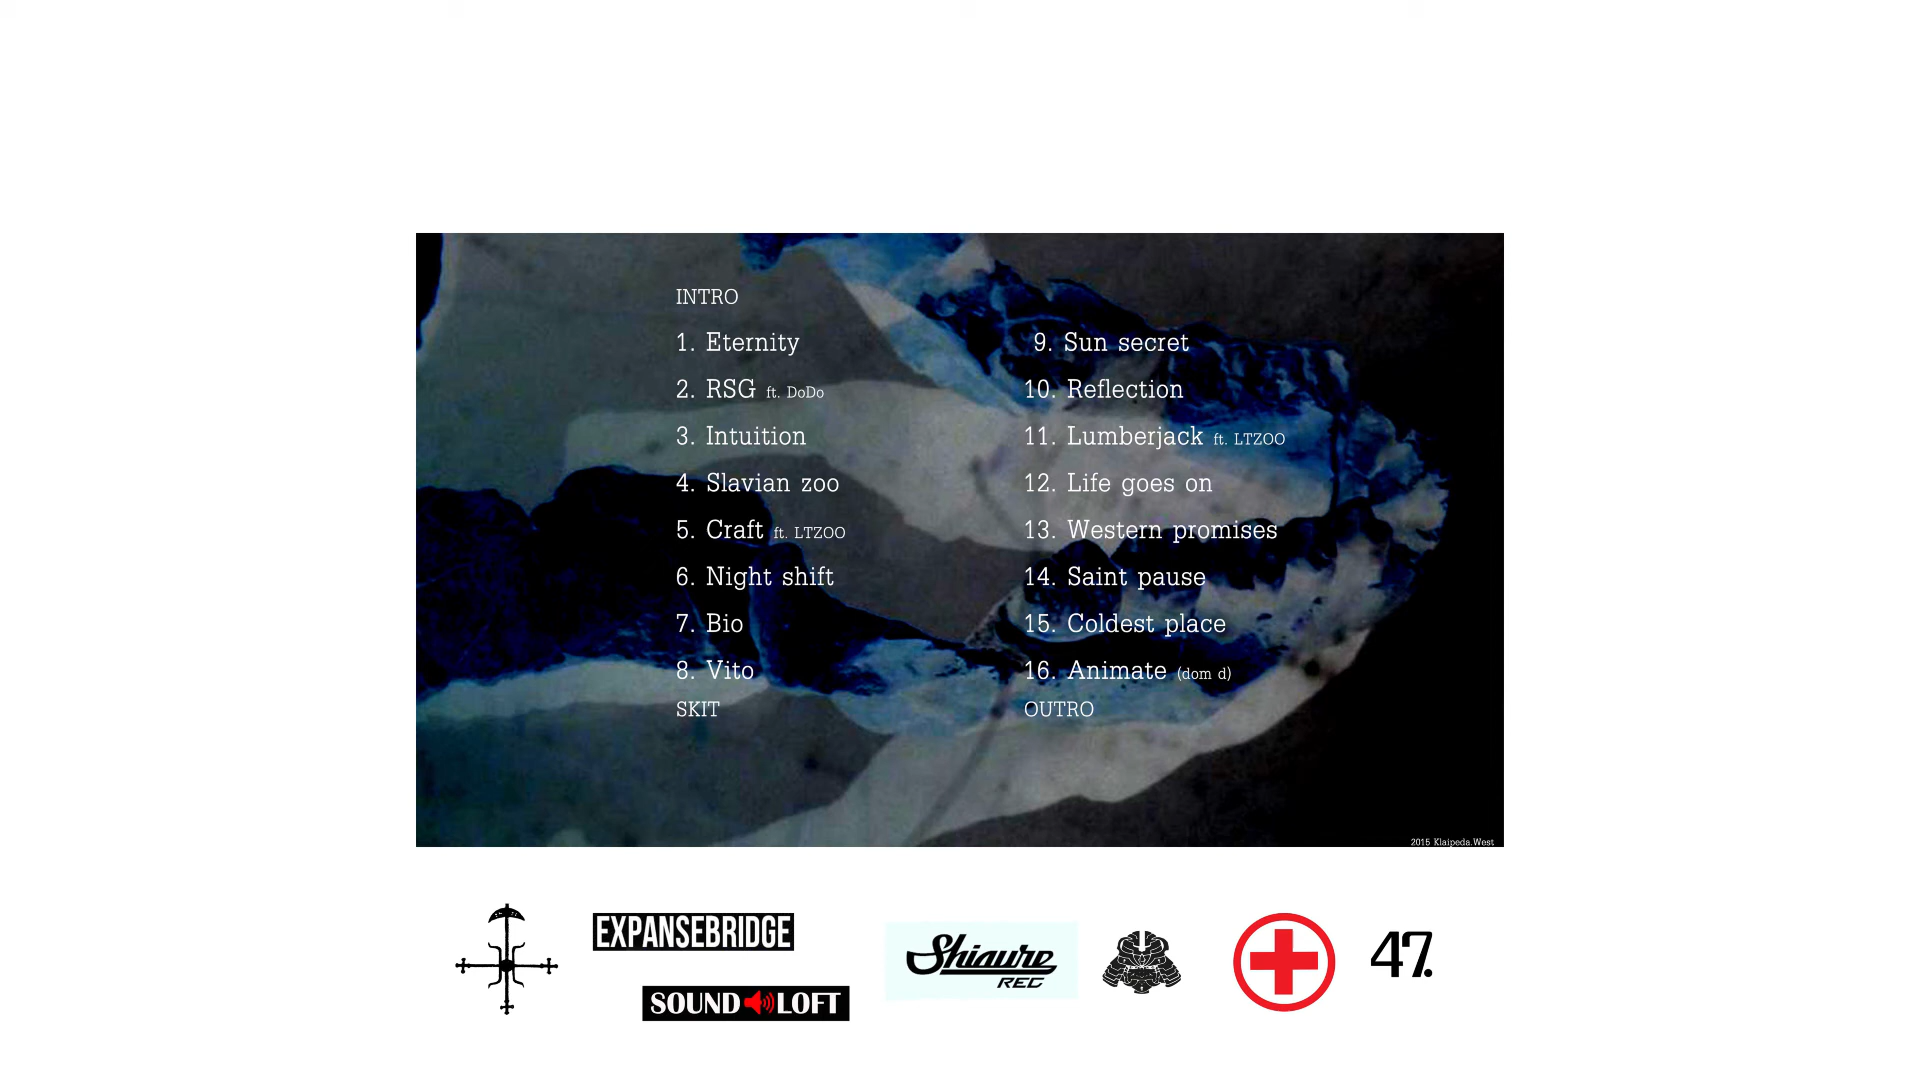 INTRO
1. Eternity
2. RSG ft. DoDo
3. Intuition
4. Slavian zoo
5. Craft ft. LTZOO
6. Night shift
7. Bio
8. Vito
SKIT
9. Sun secret
10. Reflection
11. Lumberjack ft. LTZOO
12. Life goes on
13. Western promises
14. Saint pause
15. Coldest place
16. Animate (dom d)
OUTRO
2015 Klaipeda.West
EXPANSEBRIDGE
SOUND LOFT
Shiaure
REC
47.